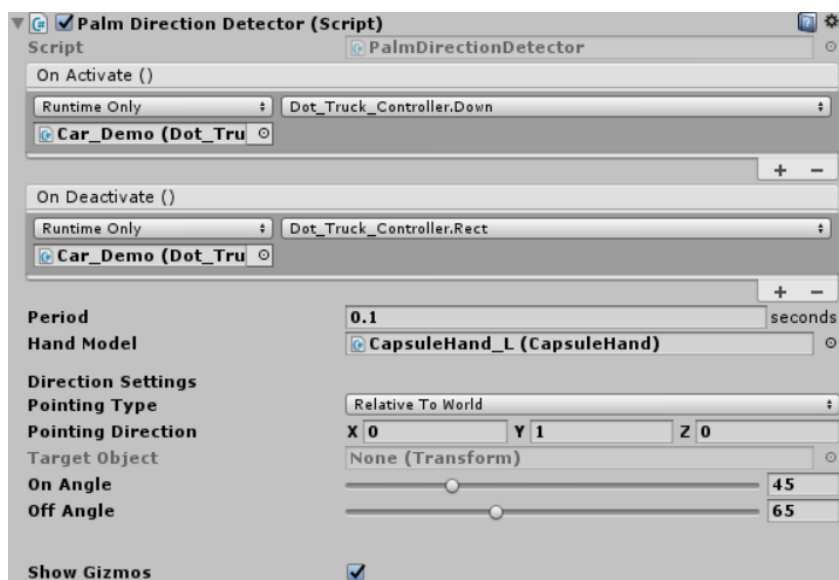 Palm Direction Detector (Script)
Script PalmDirectionDetector
On Activate ()
Runtime Only Dot_Truck_Controller.Down
Car_Demo (Dot_Tru
+ −
On Deactivate ()
Runtime Only Dot_Truck_Controller.Rect
Car_Demo (Dot_Tru
+ −
Period 0.1 seconds
Hand Model CapsuleHand_L (CapsuleHand)
Direction Settings
Pointing Type Relative To World
Pointing Direction X 0 Y 1 Z 0
Target Object None (Transform)
On Angle 45
Off Angle 65
Show Gizmos